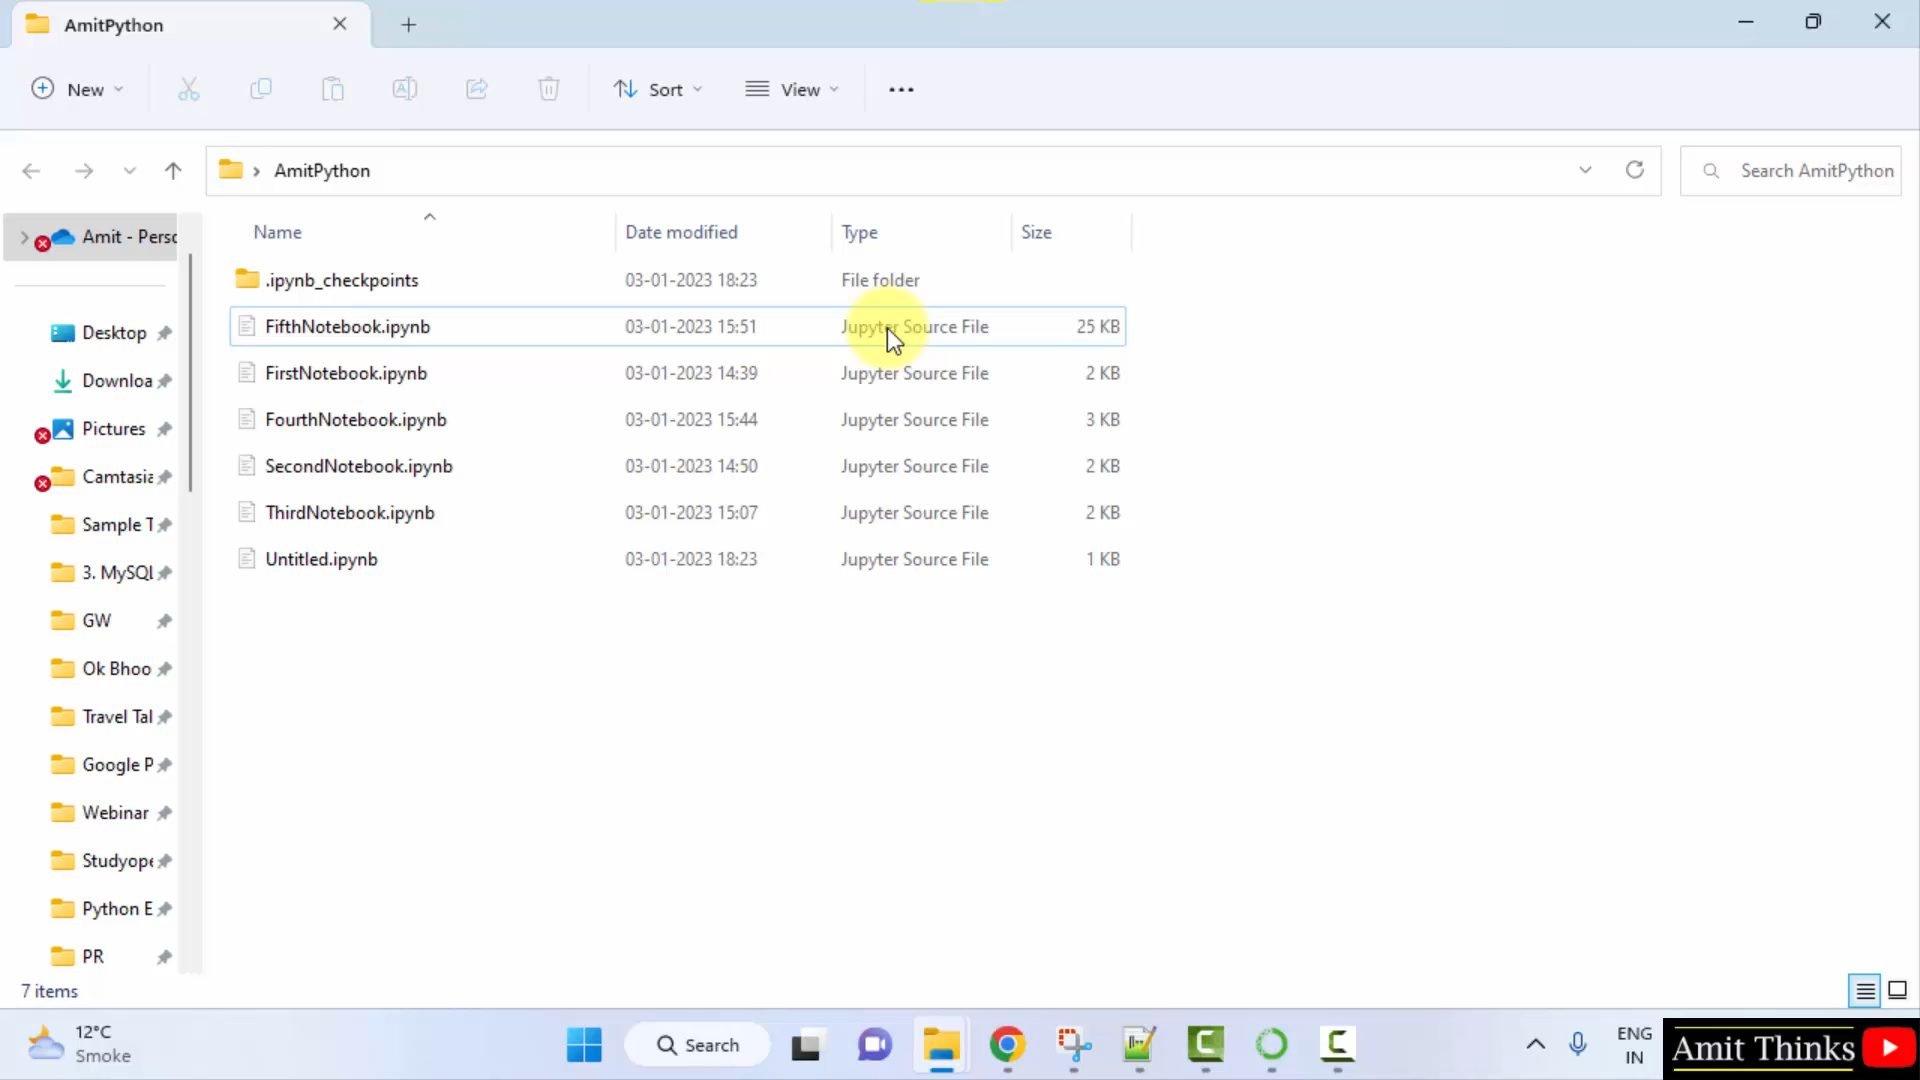 AmitPython
New
Sort
View
AmitPython
Search AmitPython
Name
Date modified
Type
Size
.ipynb_checkpoints 03-01-2023 18:23 File folder
FifthNotebook.ipynb 03-01-2023 15:51 Jupyter Source File 25 KB
FirstNotebook.ipynb 03-01-2023 14:39 Jupyter Source File 2 KB
FourthNotebook.ipynb 03-01-2023 15:44 Jupyter Source File 3 KB
SecondNotebook.ipynb 03-01-2023 14:50 Jupyter Source File 2 KB
ThirdNotebook.ipynb 03-01-2023 15:07 Jupyter Source File 2 KB
Untitled.ipynb 03-01-2023 18:23 Jupyter Source File 1 KB
Amit - Perso
Desktop
Downloa
Pictures
Camtasia
Sample T
3. MySQL
GW
Ok Bhoo
Travel Tal
Google P
Webinar
Studyope
Python E
PR
7 items
12°C
Smoke
Search
ENG
IN
Amit Thinks